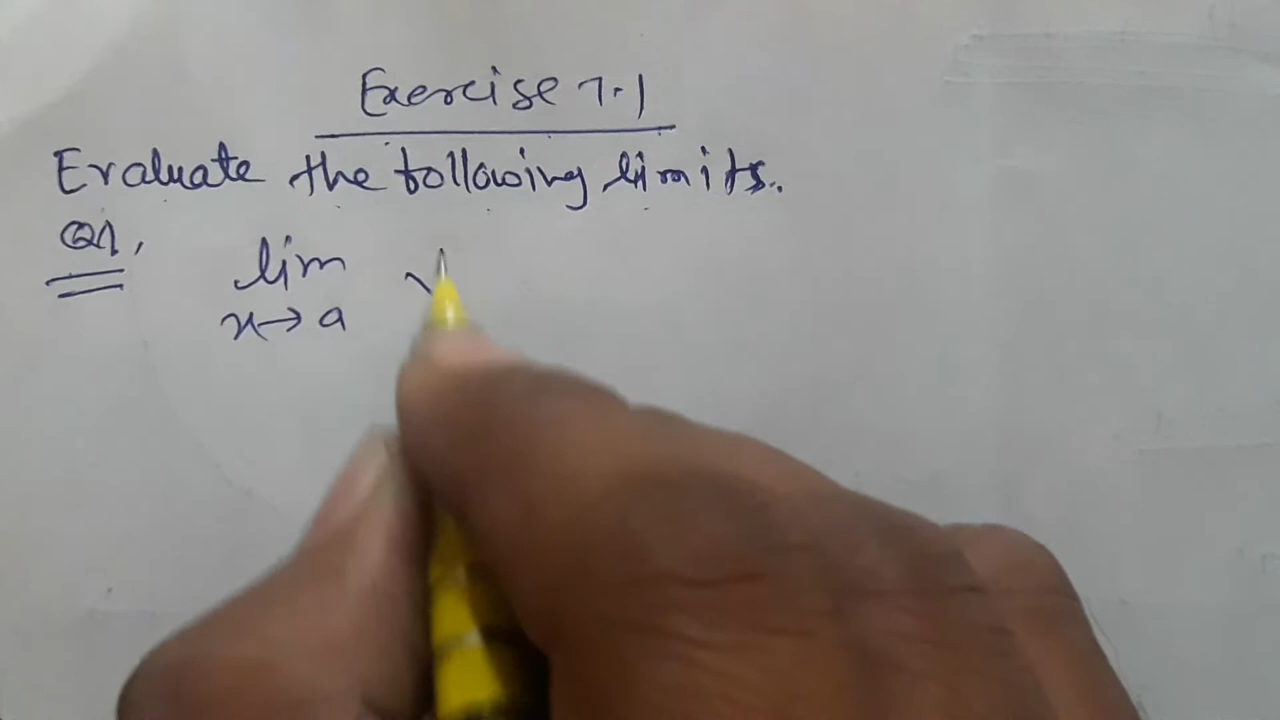 Exercise 7.1
Evaluate the following limits.
Q1,
lim
x→a